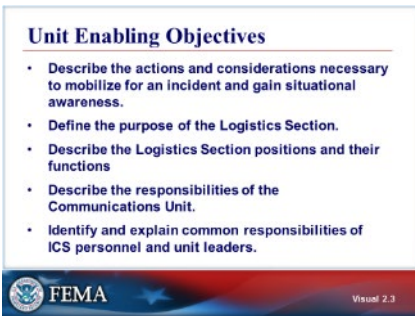 Unit Enabling Objectives
• Describe the actions and considerations necessary
to mobilize for an incident and gain situational
awareness.
• Define the purpose of the Logistics Section.
• Describe the Logistics Section positions and their
functions
• Describe the responsibilities of the
Communications Unit.
• Identify and explain common responsibilities of
ICS personnel and unit leaders.
FEMA
Visual 2.3